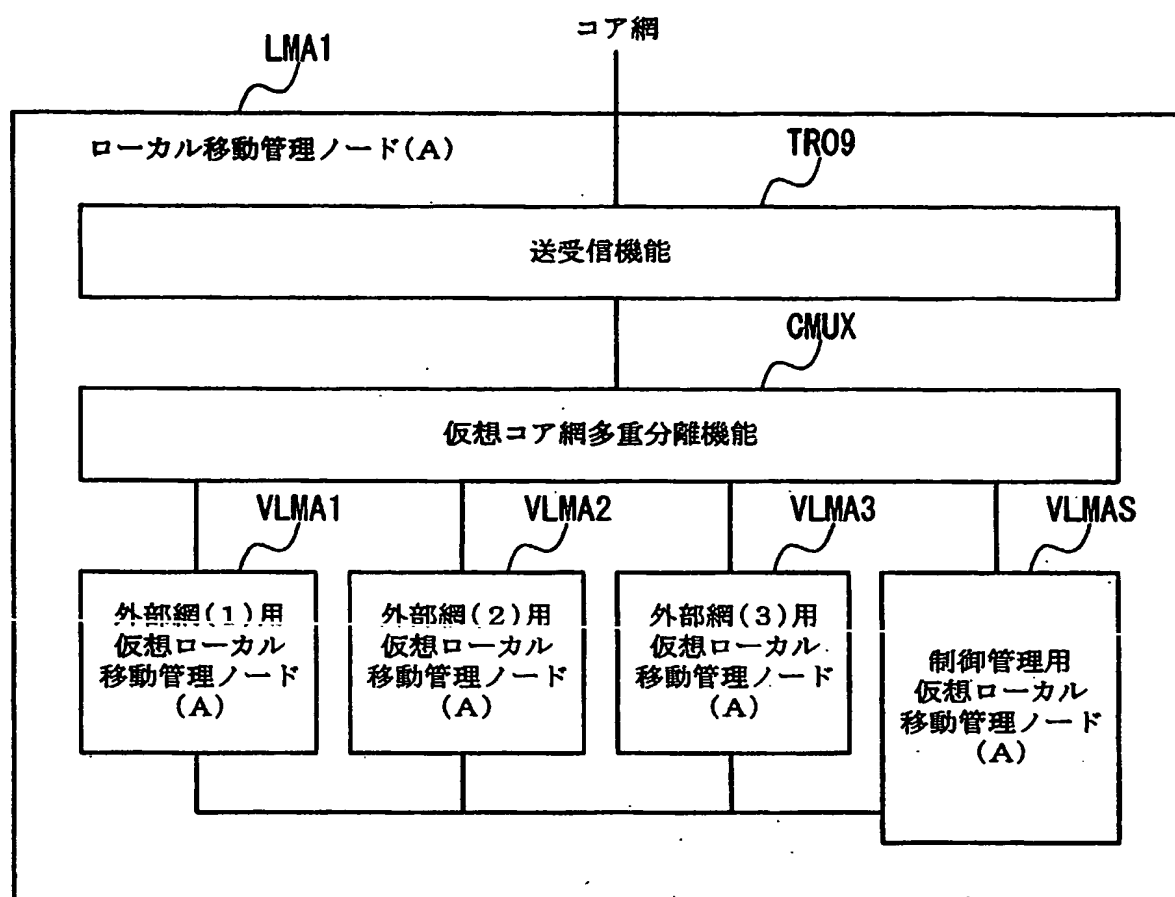 コア網
LMA1
ローカル移動管理ノード(A)
TRO9
送受信機能
CMUX
仮想コア網多重分離機能
VLMA1
VLMA2
VLMA3
VLMAS
外部網(1)用
仮想ローカル
移動管理ノード
(A)
外部網(2)用
仮想ローカル
移動管理ノード
(A)
外部網(3)用
仮想ローカル
移動管理ノード
(A)
制御管理用
仮想ローカル
移動管理ノード
(A)